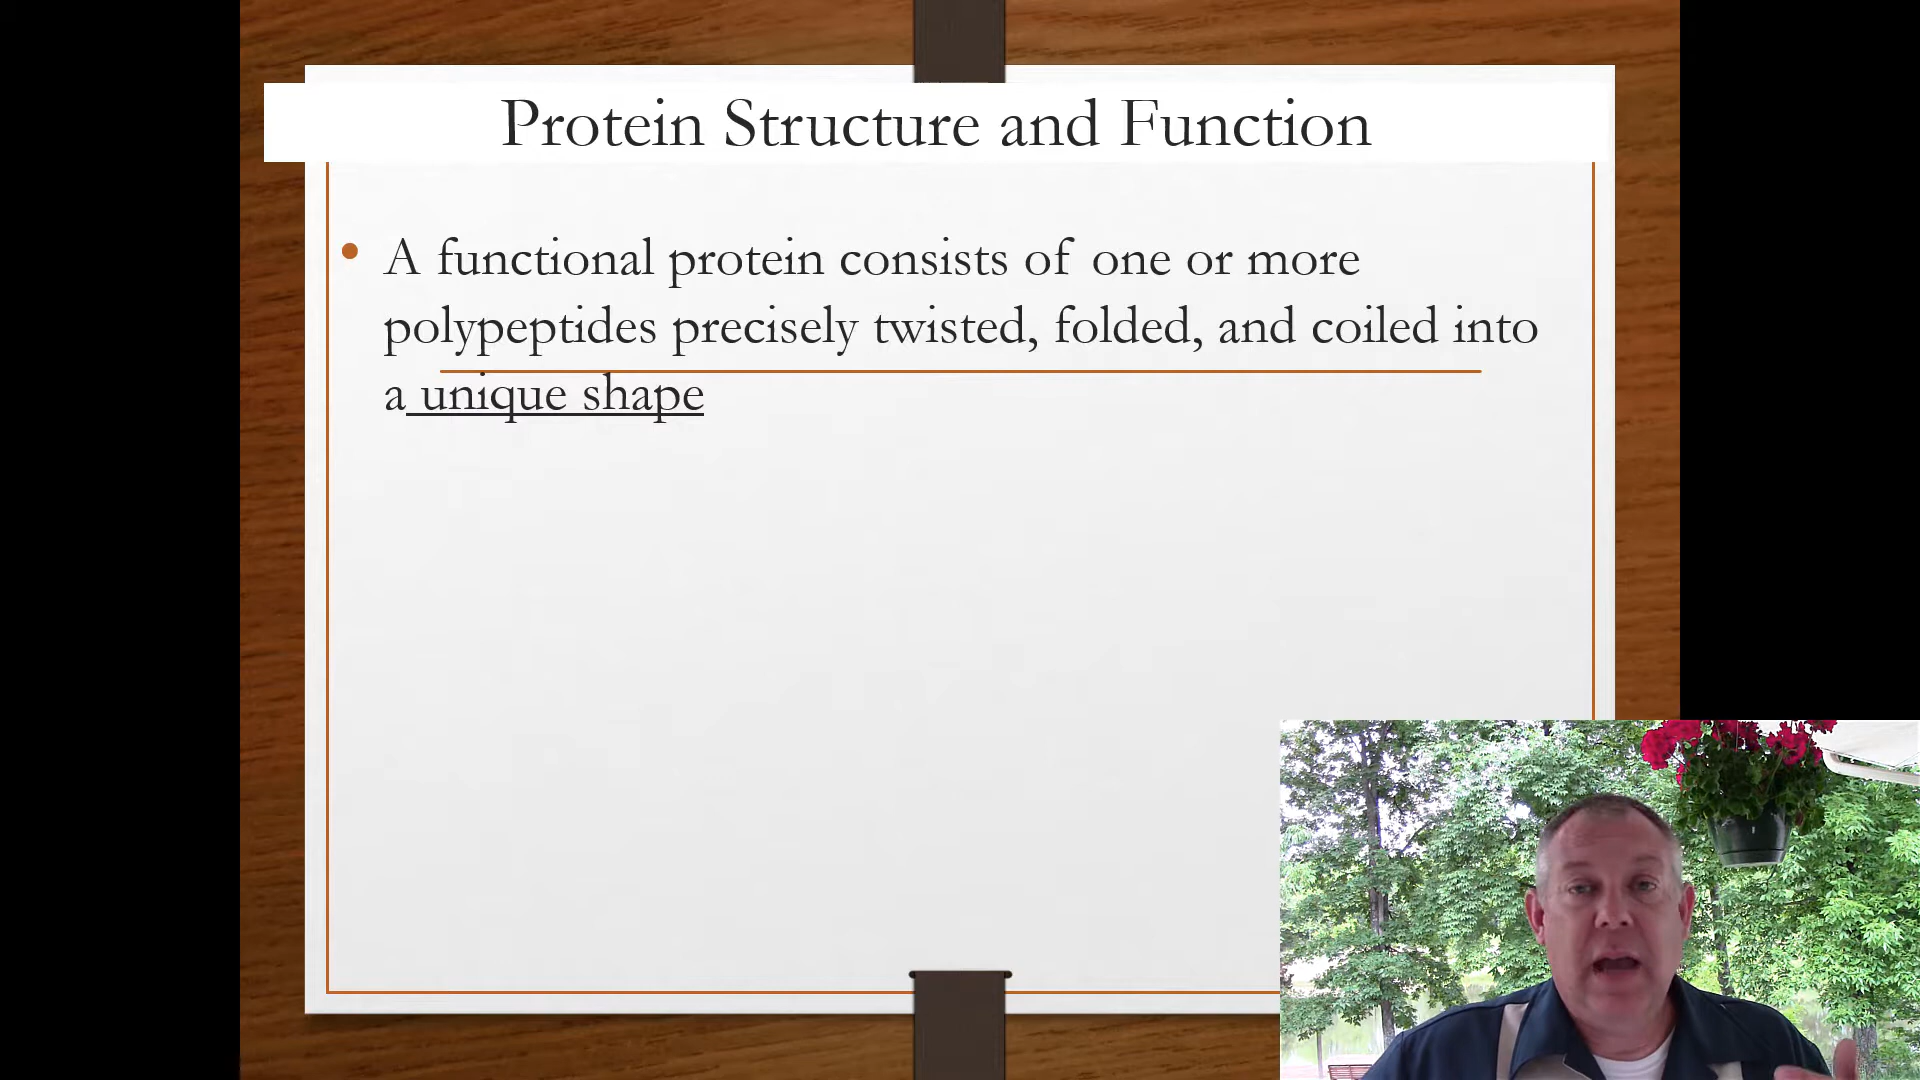 Protein Structure and Function
• A functional protein consists of one or more
polypeptides precisely twisted, folded, and coiled into
a unique shape